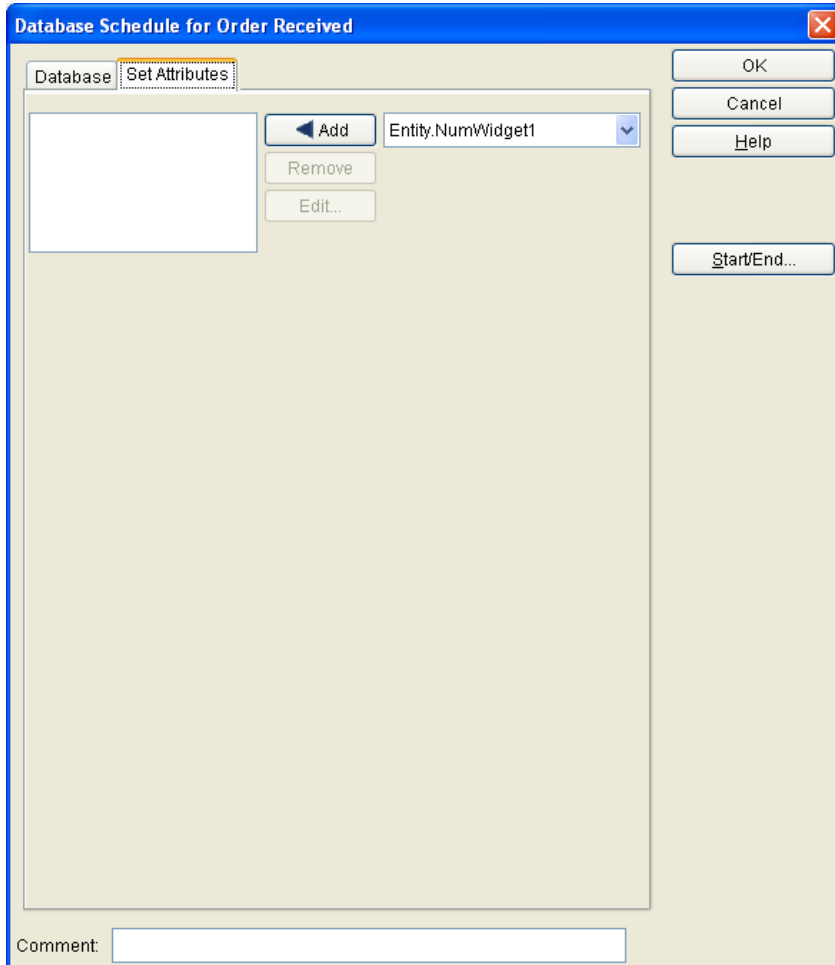 Database Schedule for Order Received
Database
Set Attributes
OK
Cancel
Help
Add
Entity.NumWidget1
Remove
Edit...
Start/End...
Comment: